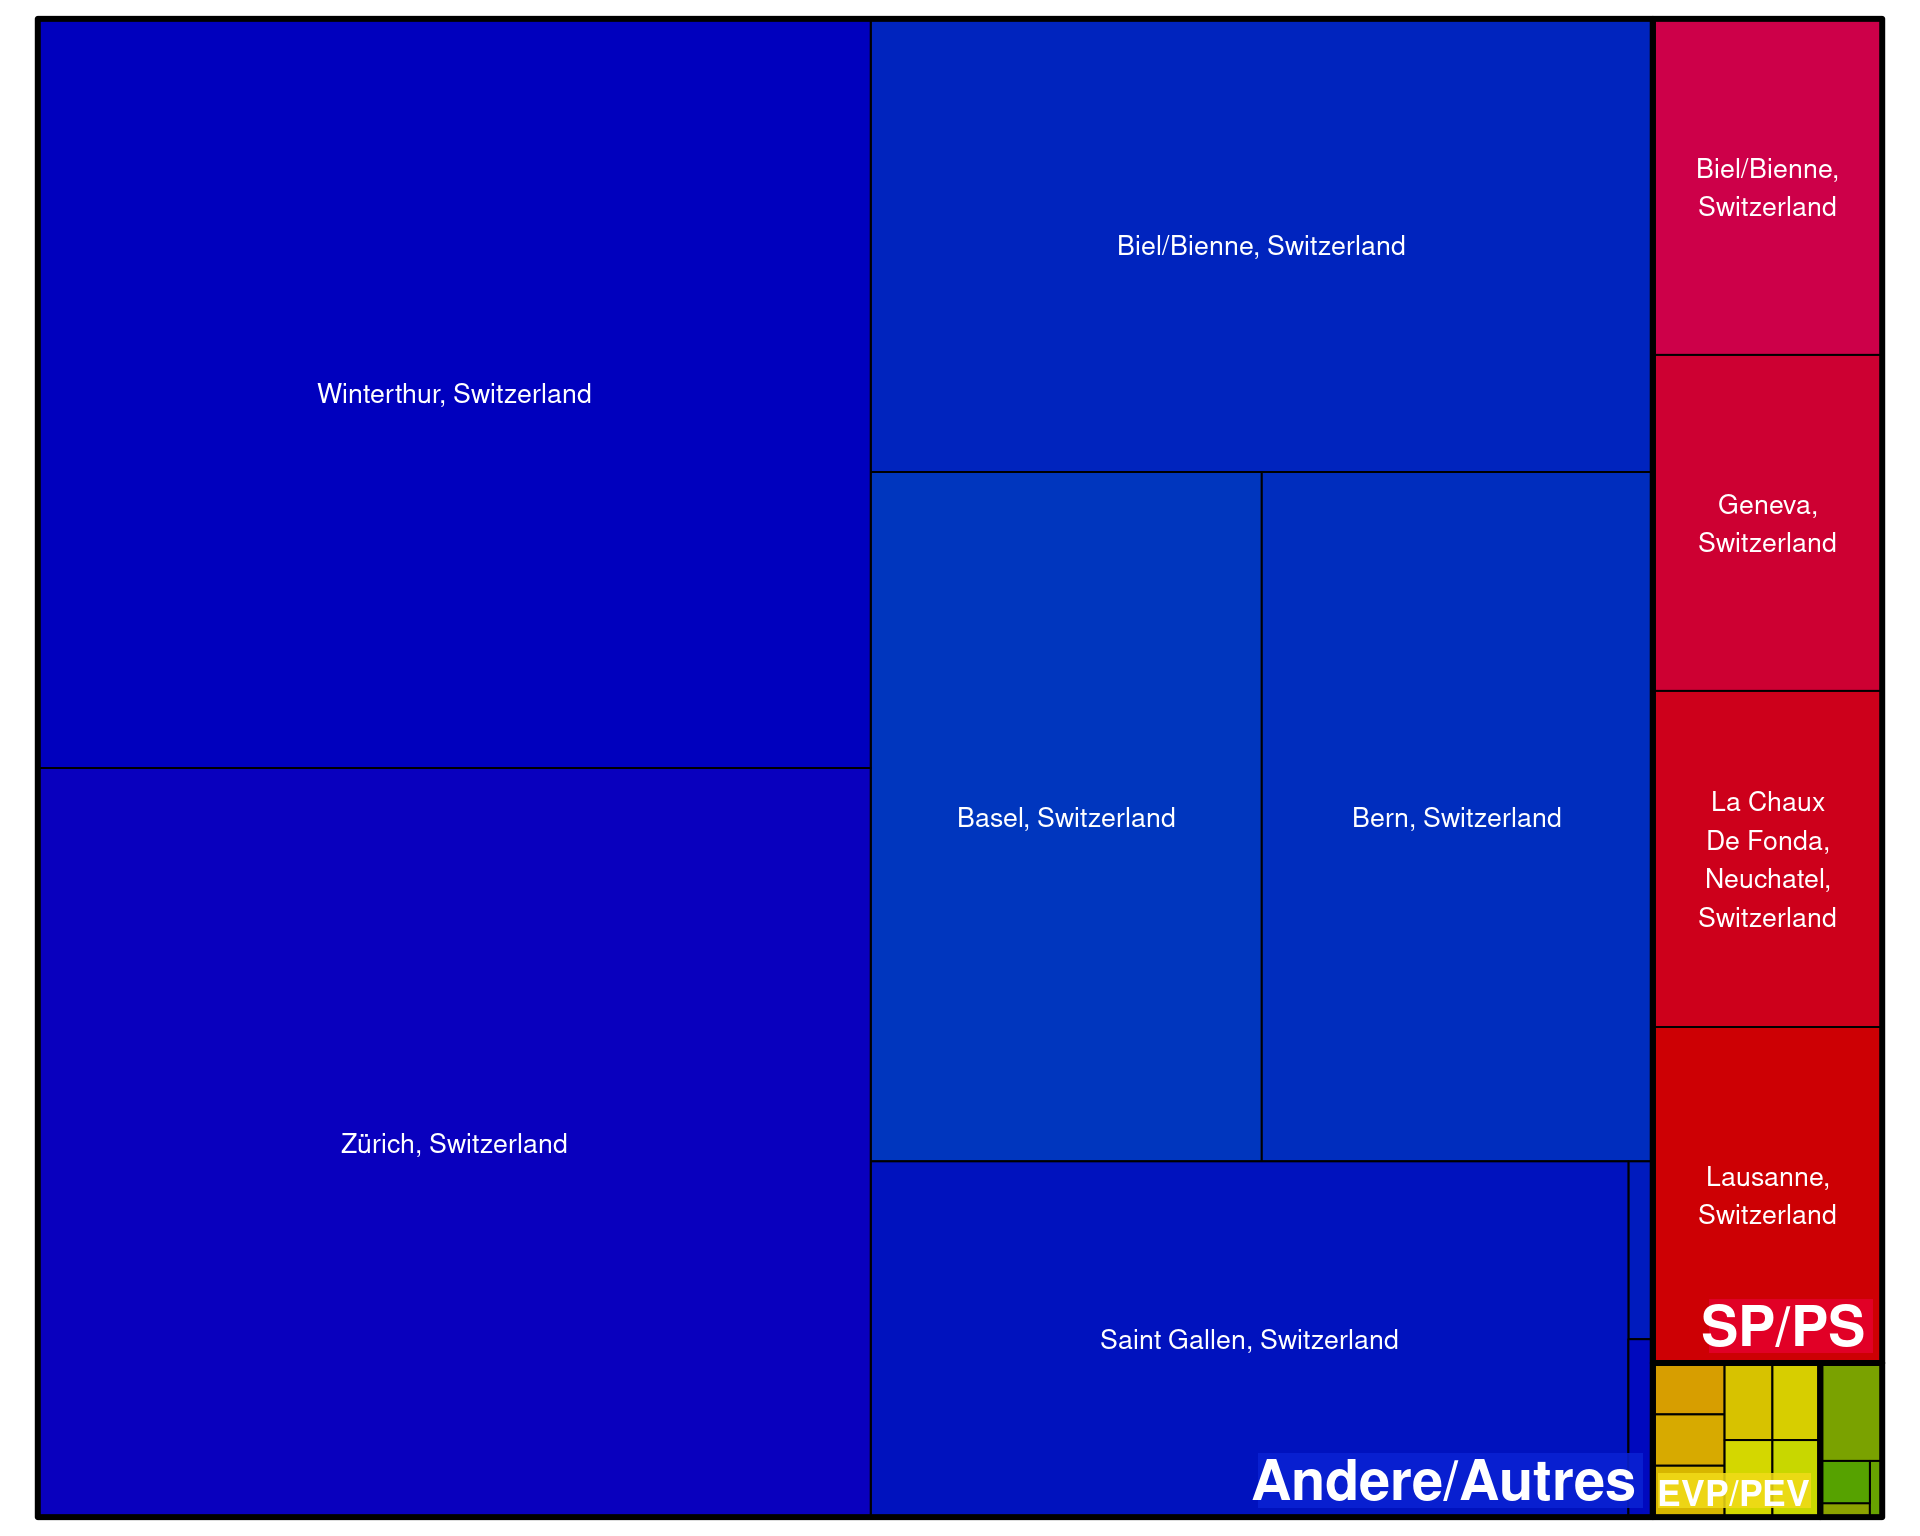 Winterthur, Switzerland
Zürich, Switzerland
Biel/Bienne, Switzerland
Basel, Switzerland
Bern, Switzerland
Saint Gallen, Switzerland
Andere/Autres
Biel/Bienne,
Switzerland
Geneva,
Switzerland
La Chaux
De Fonda,
Neuchatel,
Switzerland
Lausanne,
Switzerland
SP/PS
EVP/PEV